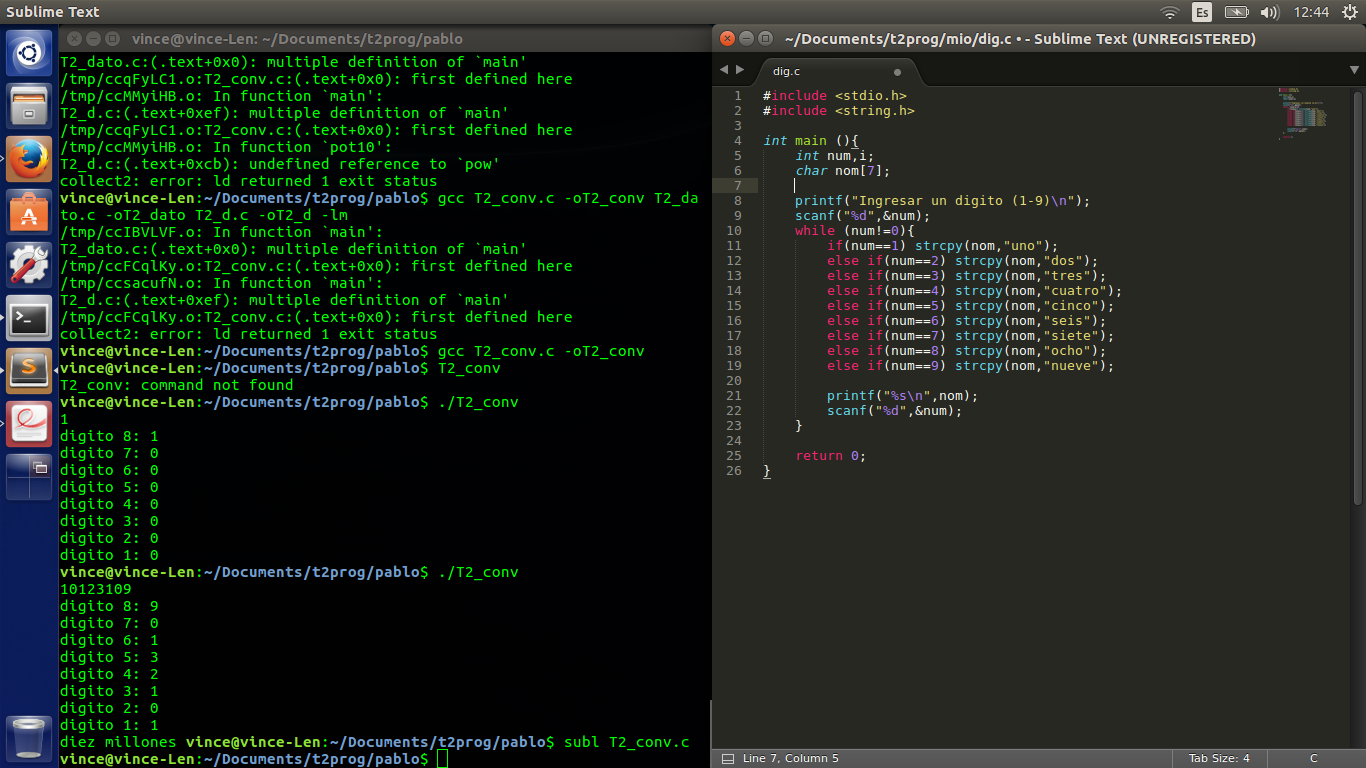 Sublime Text
Es
12:44
vince@vince-Len: ~/Documents/t2prog/pablo
T2_dato.c:(.text+0x0): multiple definition of `main'
/tmp/ccqFyLC1.o:T2_conv.c:(.text+0x0): first defined here
/tmp/ccMMyiHB.o: In function `main':
T2_d.c:(.text+0xef): multiple definition of `main'
/tmp/ccqFyLC1.o:T2_conv.c:(.text+0x0): first defined here
/tmp/ccMMyiHB.o: In function `pot10':
T2_d.c:(.text+0xcb): undefined reference to `pow'
collect2: error: ld returned 1 exit status
vince@vince-Len:~/Documents/t2prog/pablo$ gcc T2_conv.c -oT2_conv T2_da
to.c -oT2_dato T2_d.c -oT2_d -lm
/tmp/ccIBVLVF.o: In function `main':
T2_dato.c:(.text+0x0): multiple definition of `main'
/tmp/ccFCqlKy.o:T2_conv.c:(.text+0x0): first defined here
/tmp/ccsacufN.o: In function `main':
T2_d.c:(.text+0xef): multiple definition of `main'
/tmp/ccFCqlKy.o:T2_conv.c:(.text+0x0): first defined here
collect2: error: ld returned 1 exit status
vince@vince-Len:~/Documents/t2prog/pablo$ gcc T2_conv.c -oT2_conv
vince@vince-Len:~/Documents/t2prog/pablo$ T2_conv
T2_conv: command not found
vince@vince-Len:~/Documents/t2prog/pablo$ ./T2_conv
1
digito 8: 1
digito 7: 0
digito 6: 0
digito 5: 0
digito 4: 0
digito 3: 0
digito 2: 0
digito 1: 0
vince@vince-Len:~/Documents/t2prog/pablo$ ./T2_conv
10123109
digito 8: 9
digito 7: 0
digito 6: 1
digito 5: 3
digito 4: 2
digito 3: 1
digito 2: 0
digito 1: 1
diez millones vince@vince-Len:~/Documents/t2prog/pablo$ subl T2_conv.c
vince@vince-Len:~/Documents/t2prog/pablo$
~/Documents/t2prog/mio/dig.c • - Sublime Text (UNREGISTERED)
dig.c
1 #include <stdio.h>
2 #include <string.h>
3
4 int main (){
5 int num,i;
6 char nom[7];
7
8 printf("Ingresar un digito (1-9)\n");
9 scanf("%d",&num);
10 while (num!=0){
11 if(num==1) strcpy(nom,"uno");
12 else if(num==2) strcpy(nom,"dos");
13 else if(num==3) strcpy(nom,"tres");
14 else if(num==4) strcpy(nom,"cuatro");
15 else if(num==5) strcpy(nom,"cinco");
16 else if(num==6) strcpy(nom,"seis");
17 else if(num==7) strcpy(nom,"siete");
18 else if(num==8) strcpy(nom,"ocho");
19 else if(num==9) strcpy(nom,"nueve");
20
21 printf("%s\n",nom);
22 scanf("%d",&num);
23 }
24
25 return 0;
26 }
Line 7, Column 5
Tab Size: 4
C